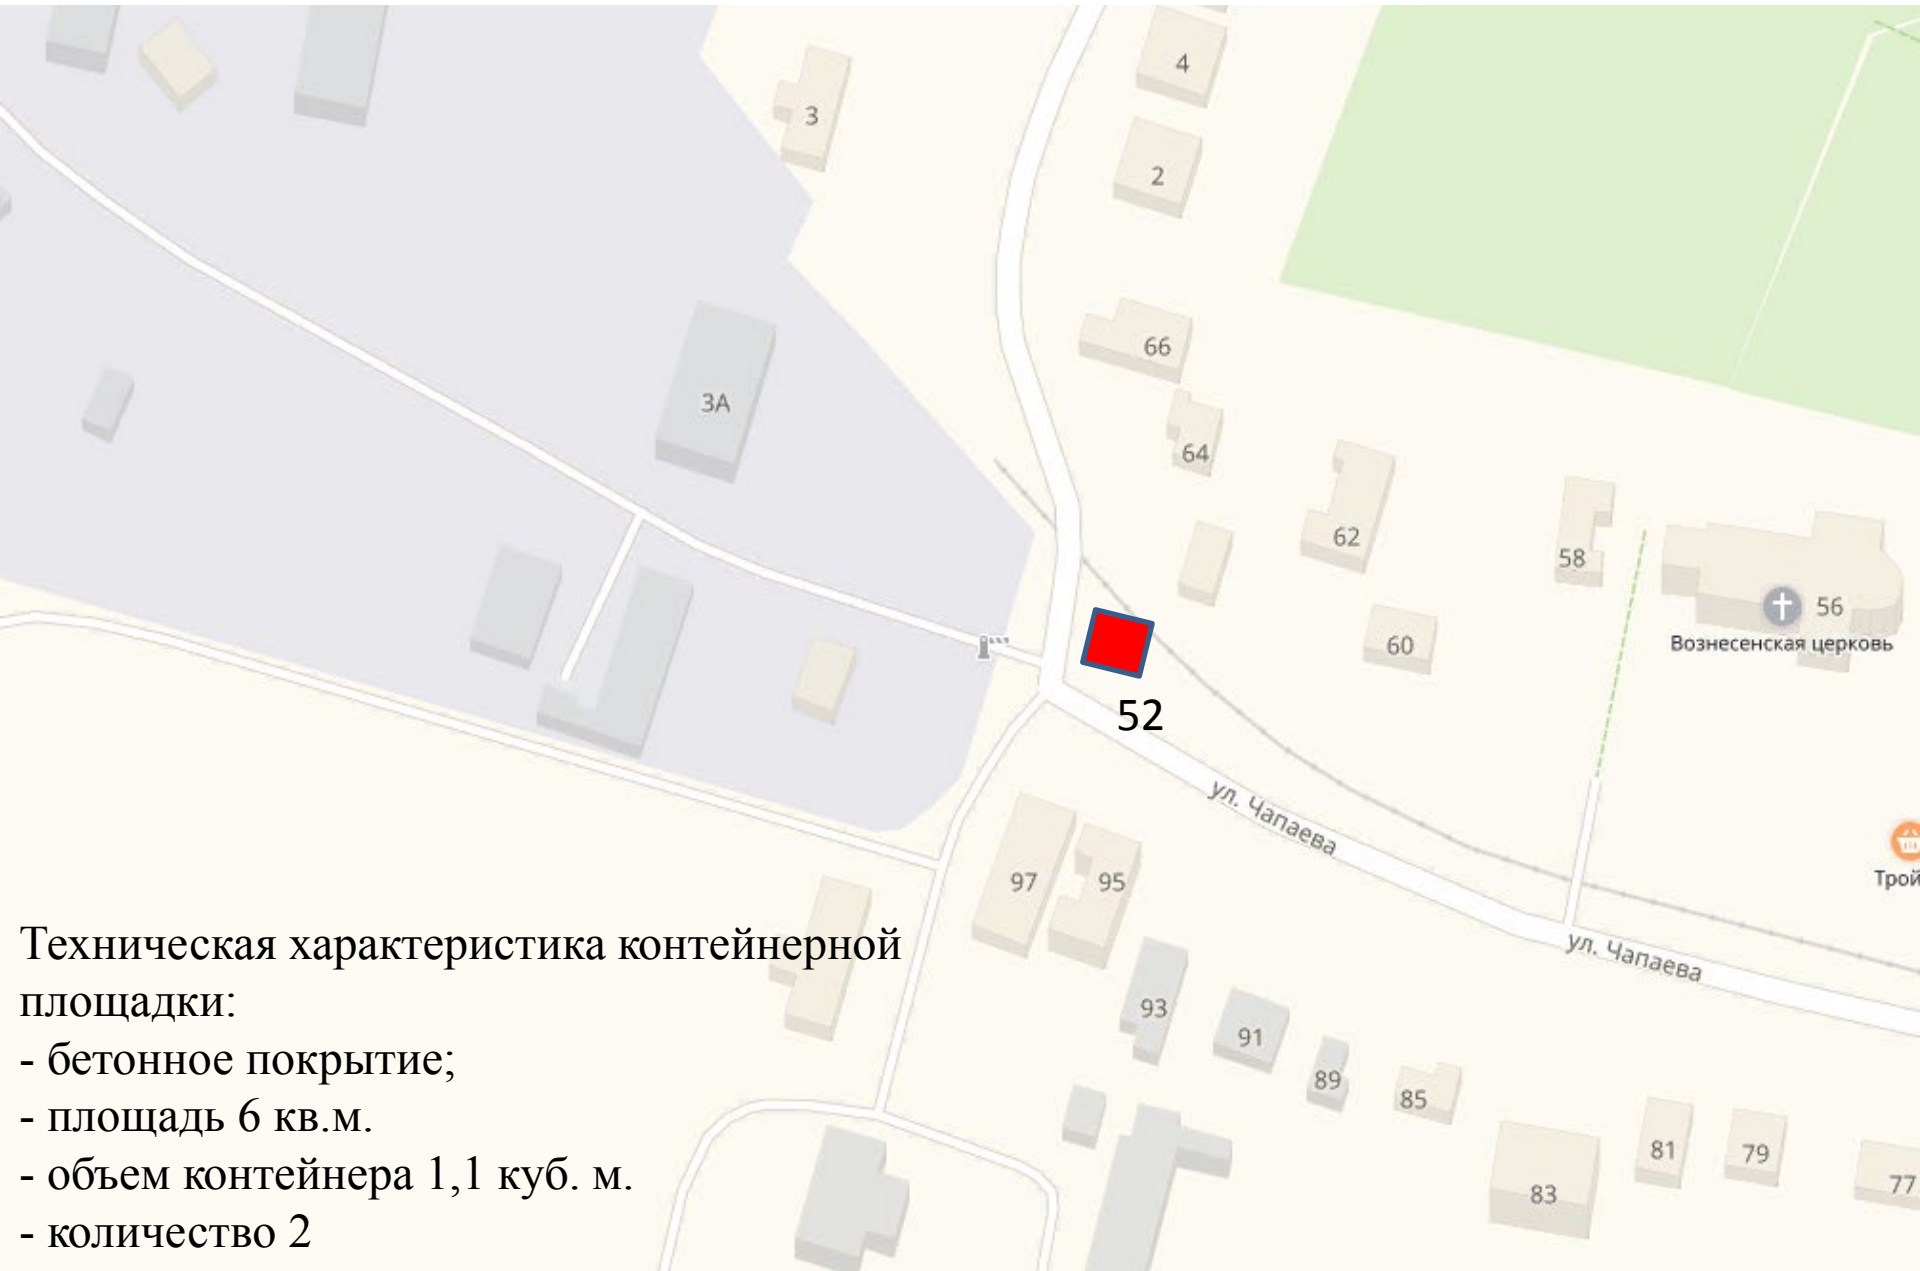 4
3
2
66
3А
64
62
58
56
Вознесенская церковь
60
52
ул. Чапаева
Трой
97
95
ул. Чапаева
93
91
89
85
81
79
77
83
Техническая характеристика контейнерной
площадки:
- бетонное покрытие;
- площадь 6 кв.м.
- объем контейнера 1,1 куб. м.
- количество 2